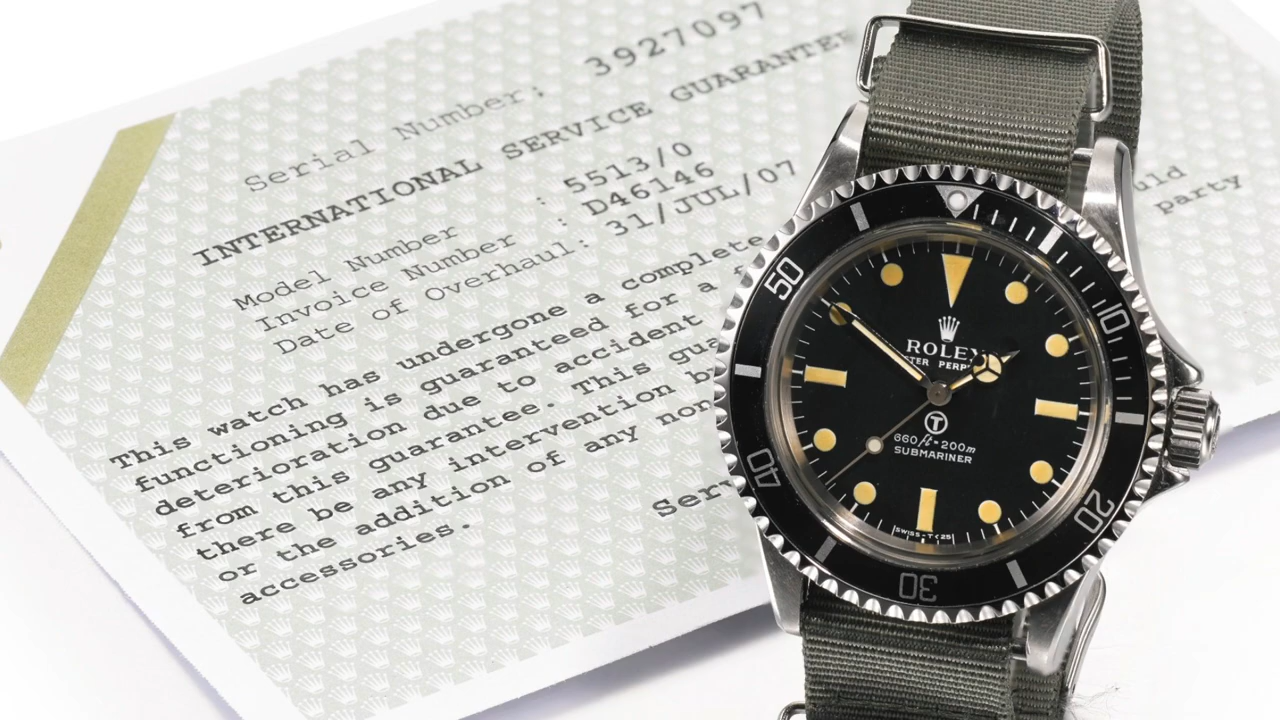 Serial Number: 3927097
INTERNATIONAL SERVICE GUARANTEE
Model Number : 5513/0
Invoice Number : D46146
Date of Overhaul: 31/JUL/07
This watch has undergone a complete
functioning is guaranteed for a
deterioration due to accident
from this guarantee. This
there be any intervention
or the addition of any
accessories.
uld
party
50
10
20
30
40
ROLEX
T
660ft=200m
SUBMARINER
SWISS-T<25